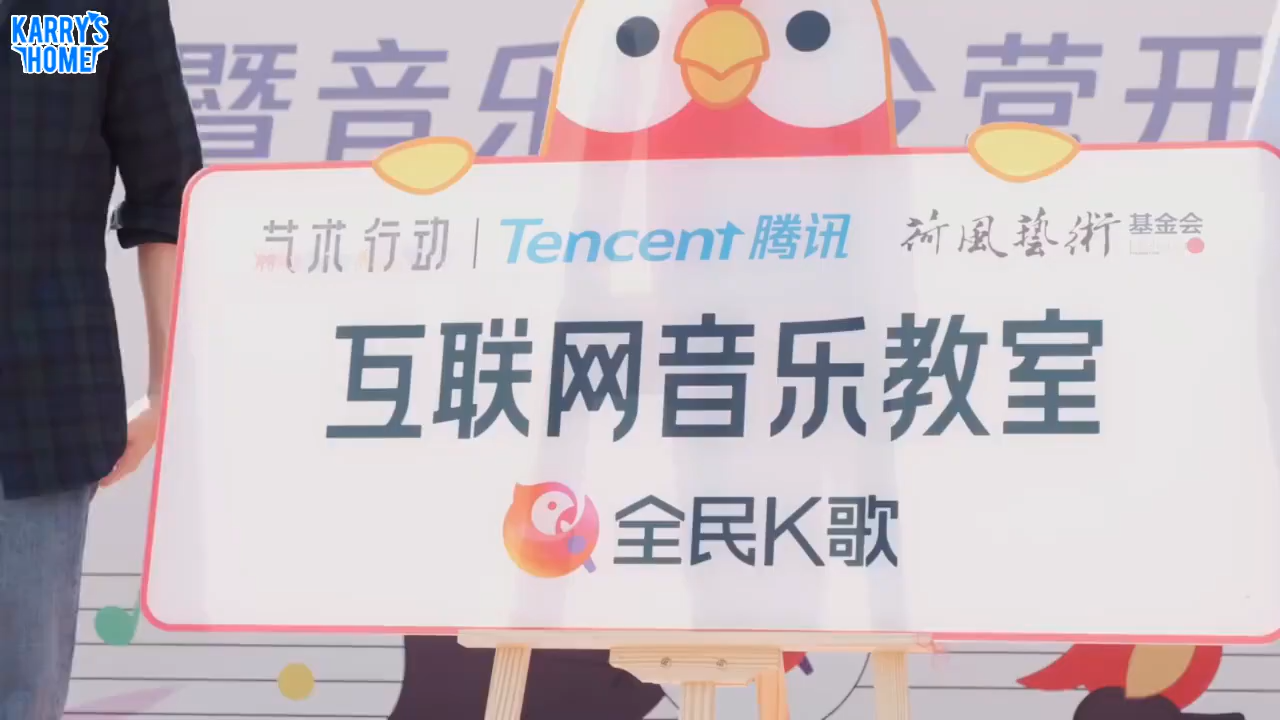 KARRY'S
HOME
暨音乐 令营开
艺术行动 Tencent腾讯 荷風藝術 基金会
互联网音乐教室
全民K歌